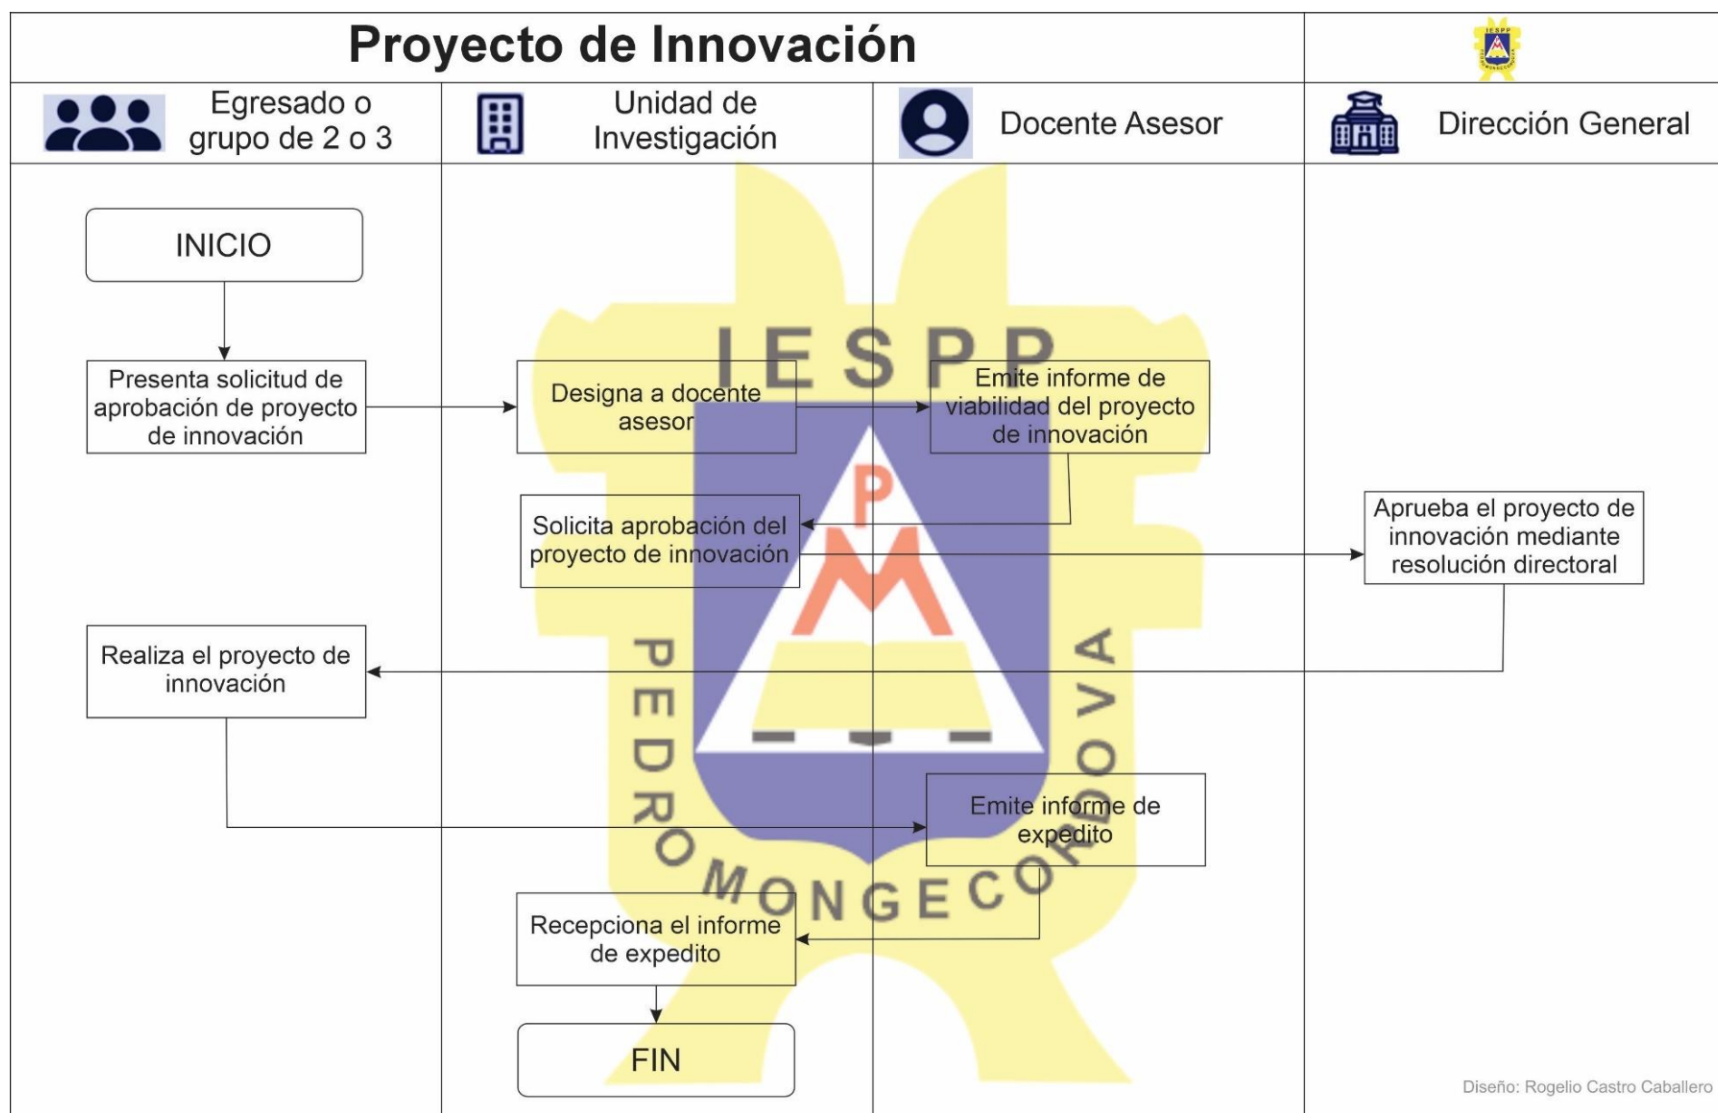 Proyecto de Innovación
IESPP
Egresado o
grupo de 2 o 3
Unidad de
Investigación
Docente Asesor
Dirección General
INICIO
IESPP
Presenta solicitud de
aprobación de proyecto
de innovación
Designa a docente
asesor
Emite informe de
viabilidad del proyecto
de innovación
P
M
Solicita aprobación del
proyecto de innovación
Aprueba el proyecto de
innovación mediante
resolución directoral
Realiza el proyecto de
innovación
PEDRO MONGE CORDOVA
Emite informe de
expedito
Recepciona el informe
de expedito
FIN
Diseño: Rogelio Castro Caballero